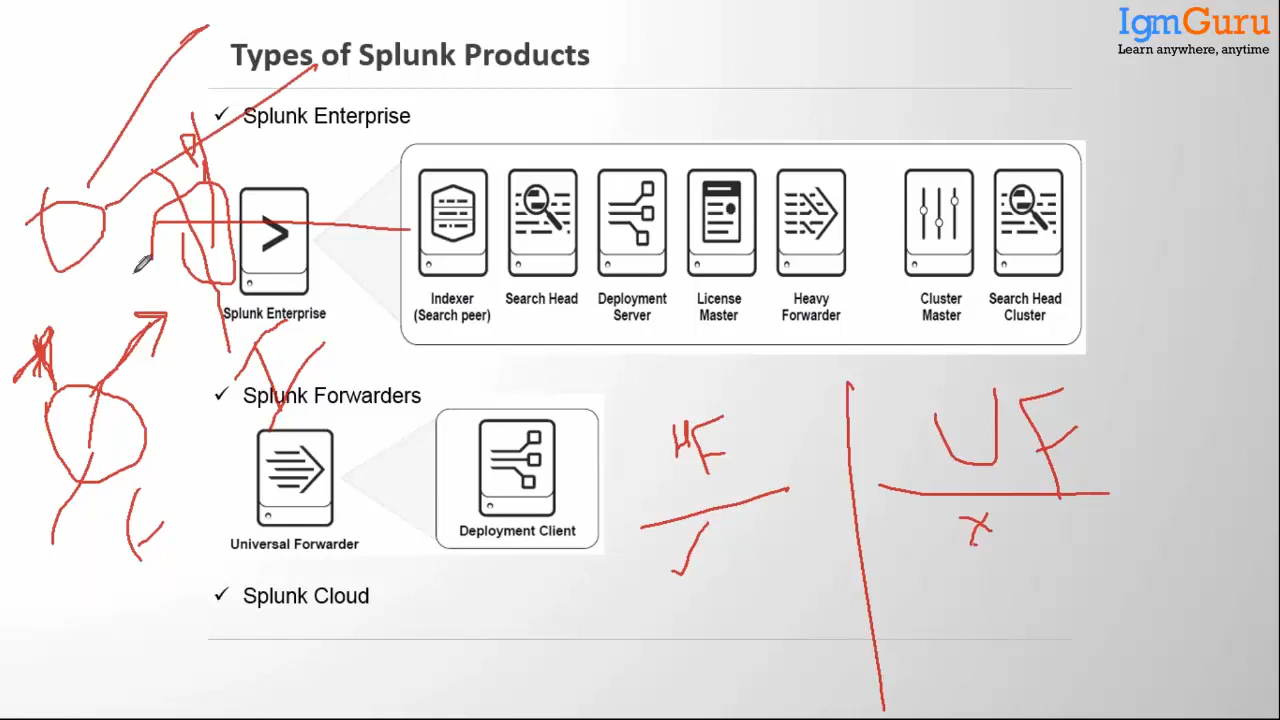 IgmGuru
Learn anywhere, anytime
Types of Splunk Products
✓ Splunk Enterprise
>
Splunk Enterprise
Indexer
(Search peer)
Search Head
Deployment
Server
License
Master
Heavy
Forwarder
Cluster
Master
Search Head
Cluster
✓ Splunk Forwarders
Universal Forwarder
Deployment Client
HF
UF
✓
x
✓ Splunk Cloud